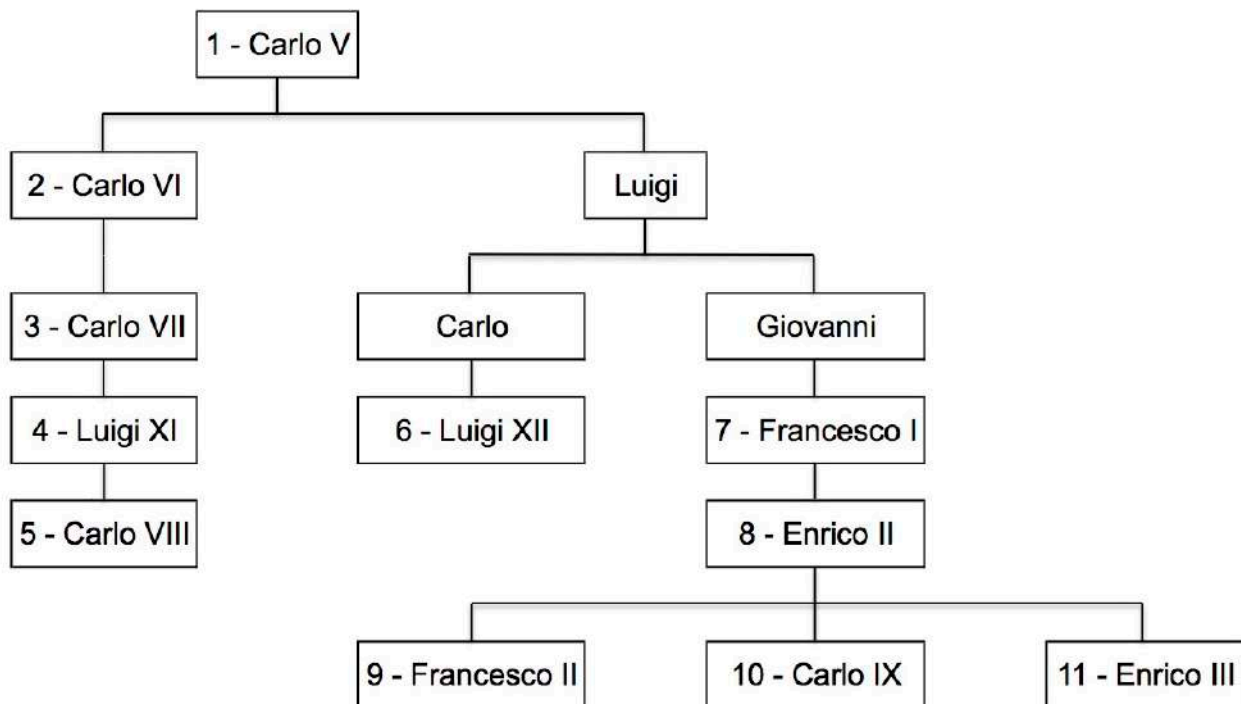 1 - Carlo V
2 - Carlo VI
Luigi
3 - Carlo VII
Carlo
Giovanni
4 - Luigi XI
6 - Luigi XII
7 - Francesco I
5 - Carlo VIII
8 - Enrico II
9 - Francesco II
10 - Carlo IX
11 - Enrico III